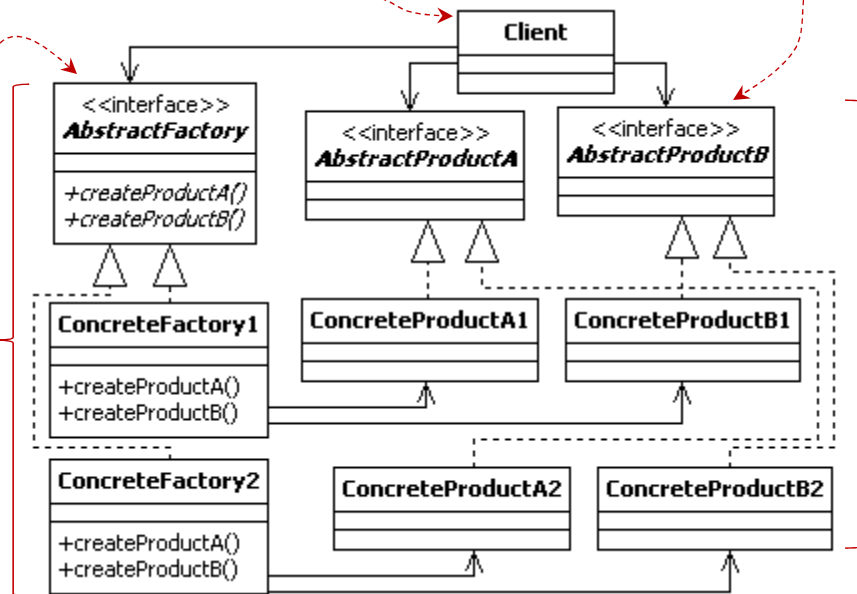 Client
<<interface>>
AbstractFactory
+createProductA()
+createProductB()
<<interface>>
AbstractProductA
<<interface>>
AbstractProductB
ConcreteFactory1
+createProductA()
+createProductB()
ConcreteProductA1
ConcreteProductB1
ConcreteFactory2
+createProductA()
+createProductB()
ConcreteProductA2
ConcreteProductB2